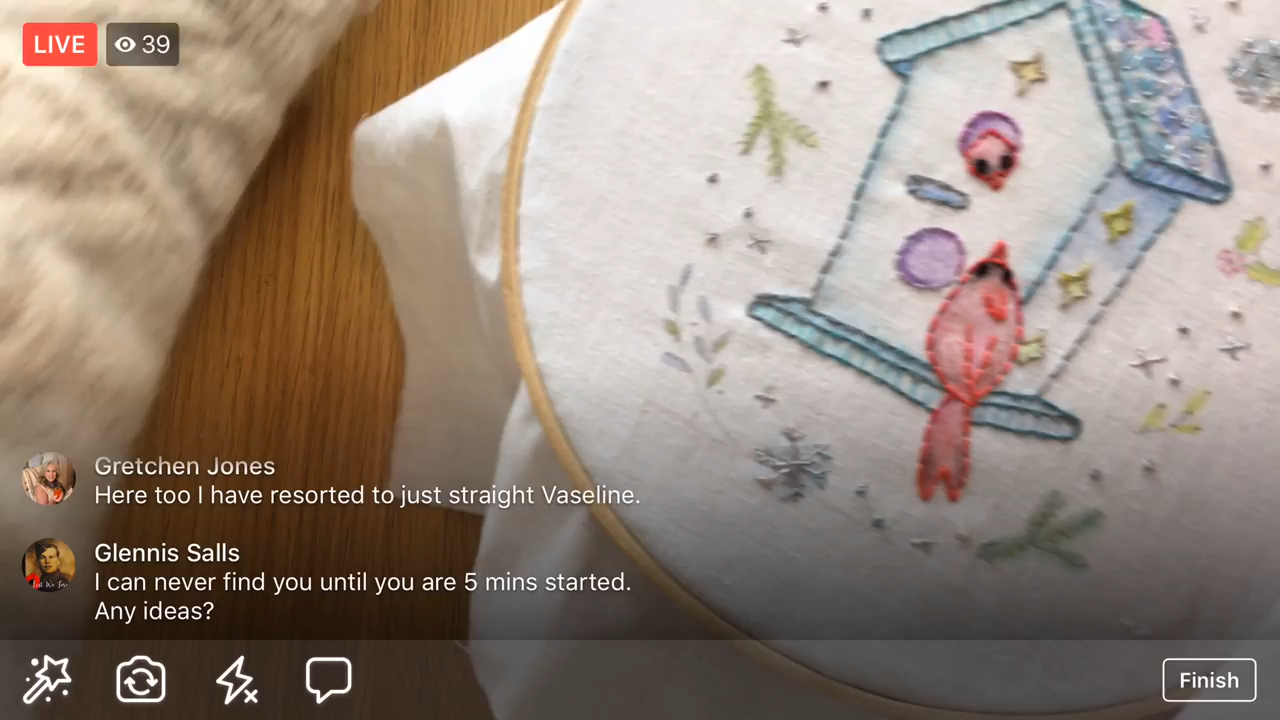 LIVE
39
Gretchen Jones
Here too I have resorted to just straight Vaseline.
Glennis Salls
I can never find you until you are 5 mins started.
Any ideas?
Finish